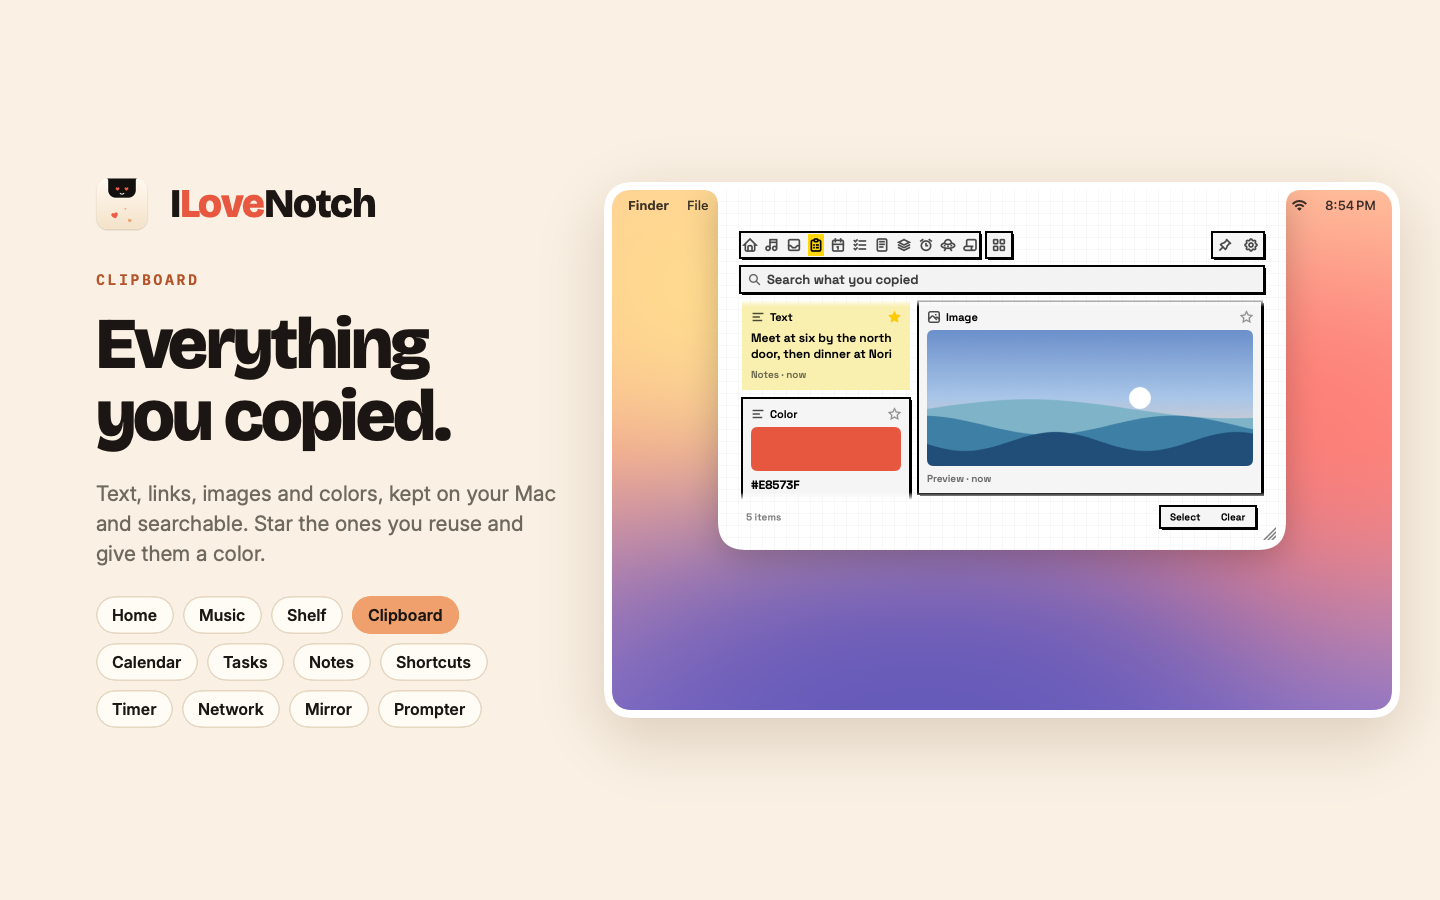 ILoveNotch
CLIPBOARD
Everything
you copied.
Text, links, images and colors, kept on your Mac
and searchable. Star the ones you reuse and
give them a color.
Home Music Shelf Clipboard
Calendar Tasks Notes Shortcuts
Timer Network Mirror Prompter
Finder File 8:54 PM
Search what you copied
Text
Meet at six by the north
door, then dinner at Nori
Notes · now
Color
#E8573F
Image
Preview · now
5 items
Select Clear